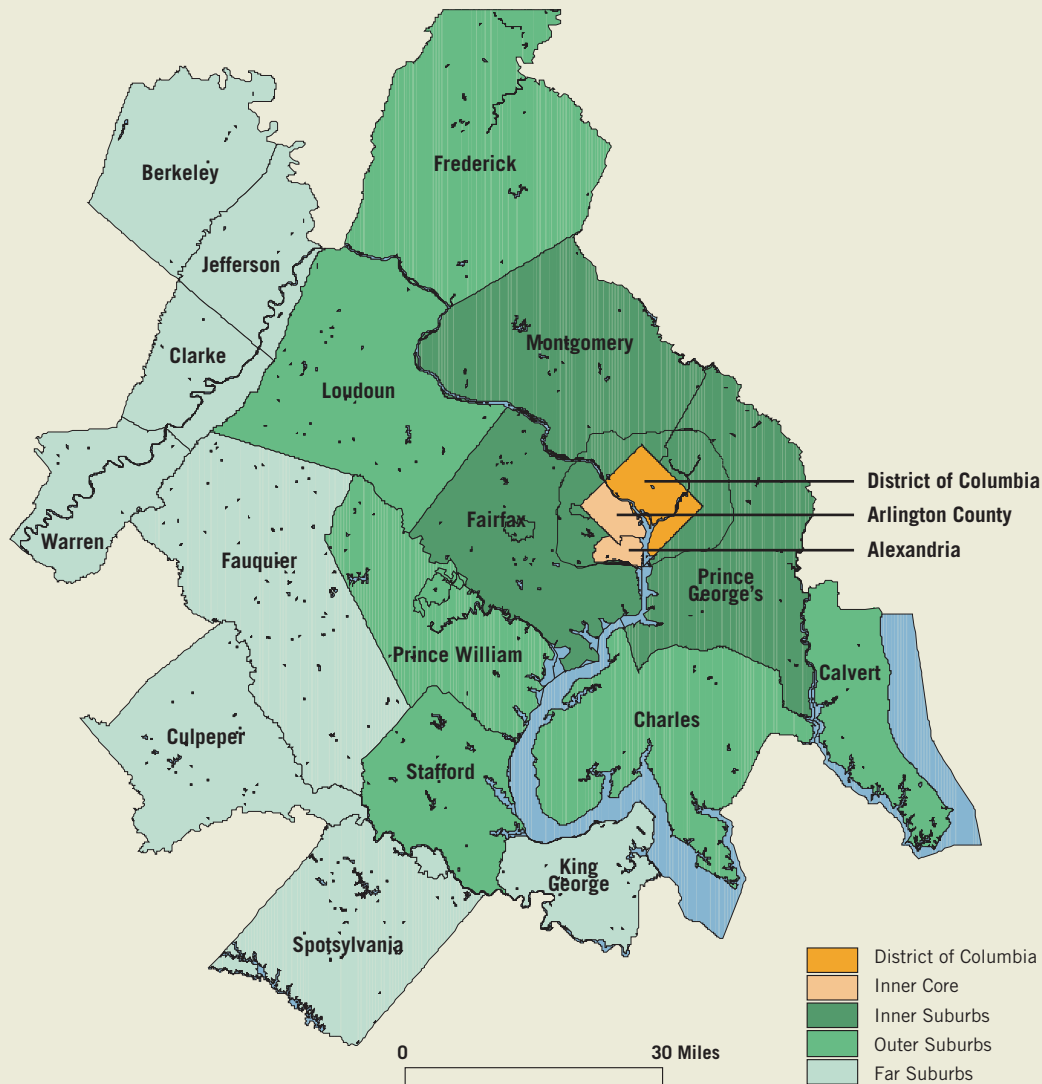 Frederick
Berkeley
Jefferson
Montgomery
Clarke
Loudoun
District of Columbia
Arlington County
Fairfax
Warren
Alexandria
Fauquier
Prince
George's
Prince William
Calvert
Charles
Culpeper
Stafford
King
George
Spotsylvania
District of Columbia
Inner Core
Inner Suburbs
Outer Suburbs
Far Suburbs
0 30 Miles